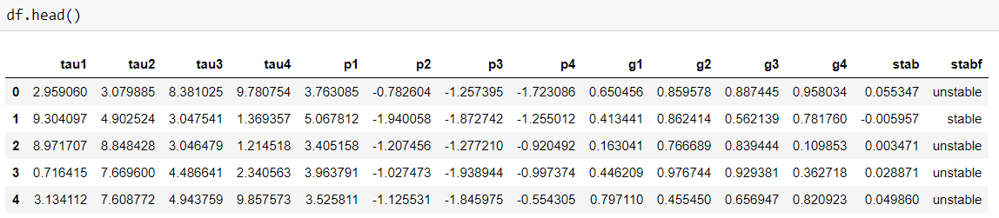 df.head()
tau1 tau2 tau3 tau4 p1 p2 p3 p4 g1 g2 g3 g4 stab stabf
0 2.959060 3.079885 8.381025 9.780754 3.763085 -0.782604 -1.257395 -1.723086 0.650456 0.859578 0.887445 0.958034 0.055347 unstable
1 9.304097 4.902524 3.047541 1.369357 5.067812 -1.940058 -1.872742 -1.255012 0.413441 0.862414 0.562139 0.781760 -0.005957 stable
2 8.971707 8.848428 3.046479 1.214518 3.405158 -1.207456 -1.277210 -0.920492 0.163041 0.766689 0.839444 0.109853 0.003471 unstable
3 0.716415 7.669600 4.486641 2.340563 3.963791 -1.027473 -1.938944 -0.997374 0.446209 0.976744 0.929381 0.362718 0.028871 unstable
4 3.134112 7.608772 4.943759 9.857573 3.525811 -1.125531 -1.845975 -0.554305 0.797110 0.455450 0.656947 0.820923 0.049860 unstable